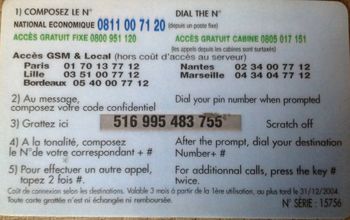 1) COMPOSEZ LE N° DIAL THE N°
NATIONAL ECONOMIQUE 0811 00 71 20 (depuis un poste fixe)
ACCÈS GRATUIT FIXE 0800 951 120 ACCÈS GRATUIT CABINE 0805 017 151
(les appels depuis les cabines sont surtaxés)
Accès GSM & Local (hors coût d'accès au serveur)
Paris 01 70 13 77 12 Nantes 02 34 00 77 12
Lille 03 51 00 77 12 Marseille 04 34 04 77 12
Bordeaux 05 40 00 77 12
2) Au message, Dial your pin number when prompted
composez votre code confidentiel
3) Grattez ici 516 995 483 755 Scratch off
4) A la tonalité, composez After the prompt, dial your destination
le N°de votre correspondant + # Number+ #
5) Pour effectuer un autre appel, For additionnal calls, press the key #
tapez 2 fois #. twice.
Coût de connexion selon les destinations. Valable 3 mois à partir de la 1ère utilisation, au plus tard le 31/12/2004.
Toute carte grattée n'est ni échangée ni remboursée. N° SÉRIE : 15756